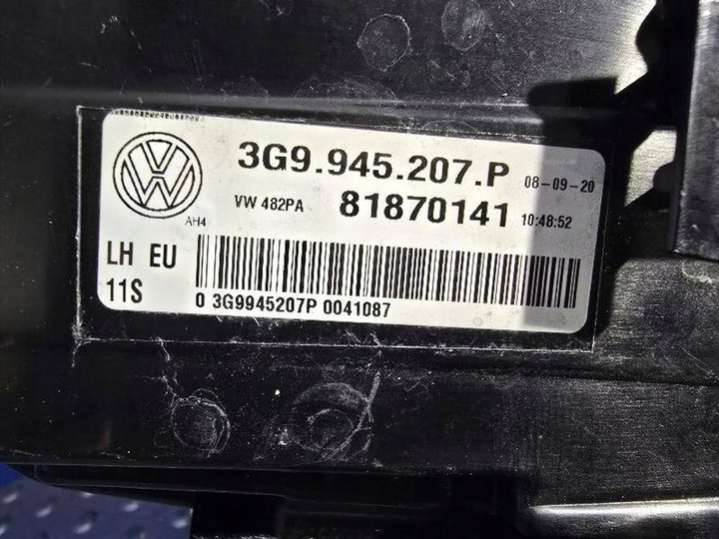 3G9.945.207.P 08-09-20
VW 482PA 81870141 10:48:52
AH4
LH EU
11S
0 3G9945207P 0041087